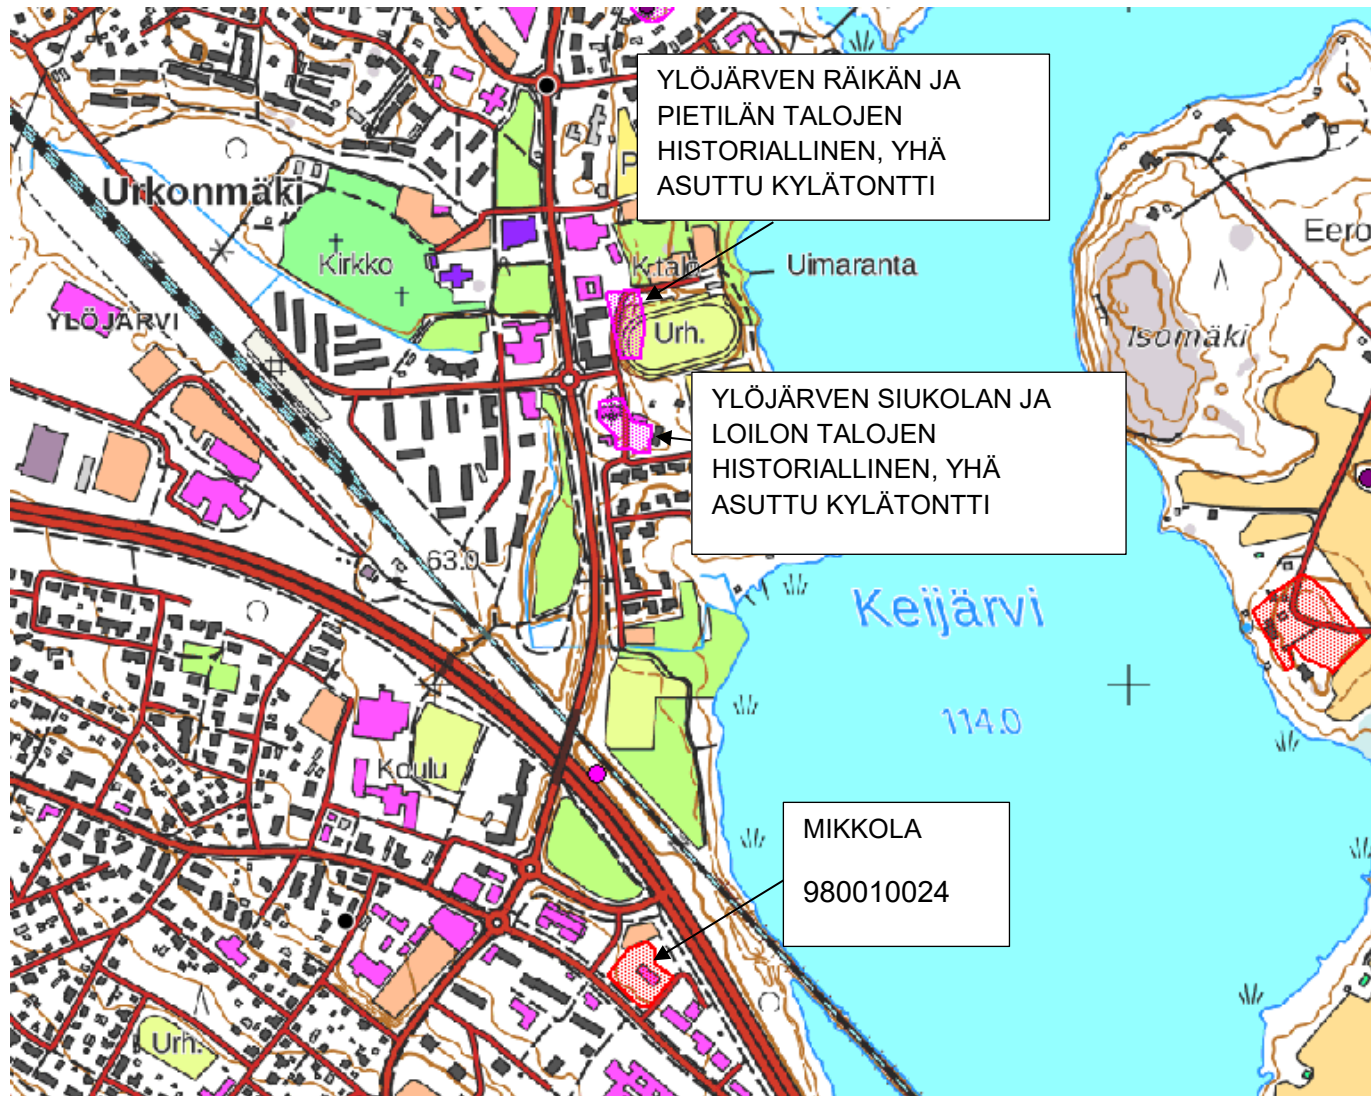 YLÖJÄRVEN RÄIKÄN JA
PIETILÄN TALOJEN
HISTORIALLINEN, YHÄ
ASUTTU KYLÄTONTTI
P
Urkonmäki
Kirkko
K.talo
Uimaranta
Eero
YLÖJÄRVI
Urh.
Isomäki
YLÖJÄRVEN SIUKOLAN JA
LOILON TALOJEN
HISTORIALLINEN, YHÄ
ASUTTU KYLÄTONTTI
63.0
Keijärvi
114.0
Koulu
MIKKOLA
980010024
Urh.